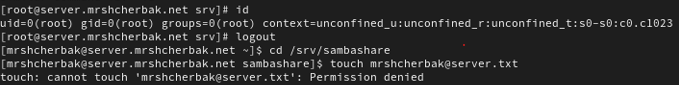 [root@server.mrshcherbak.net srv]# id
uid=0(root) gid=0(root) groups=0(root) context=unconfined_u:unconfined_r:unconfined_t:s0-s0:c0.c1023
[root@server.mrshcherbak.net srv]# logout
[mrshcherbak@server.mrshcherbak.net ~]$ cd /srv/sambashare
[mrshcherbak@server.mrshcherbak.net sambashare]$ touch mrshcherbak@server.txt
touch: cannot touch 'mrshcherbak@server.txt': Permission denied